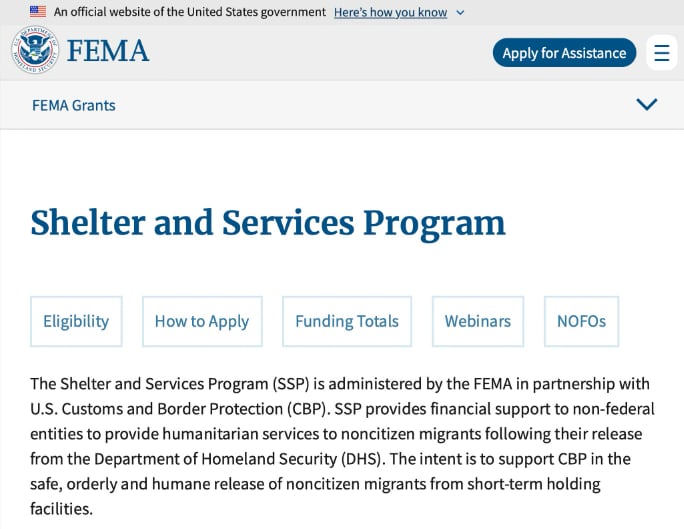 An official website of the United States government Here's how you know
FEMA
Apply for Assistance
FEMA Grants
Shelter and Services Program
Eligibility
How to Apply
Funding Totals
Webinars
NOFOs
The Shelter and Services Program (SSP) is administered by the FEMA in partnership with
U.S. Customs and Border Protection (CBP). SSP provides financial support to non-federal
entities to provide humanitarian services to noncitizen migrants following their release
from the Department of Homeland Security (DHS). The intent is to support CBP in the
safe, orderly and humane release of noncitizen migrants from short-term holding
facilities.